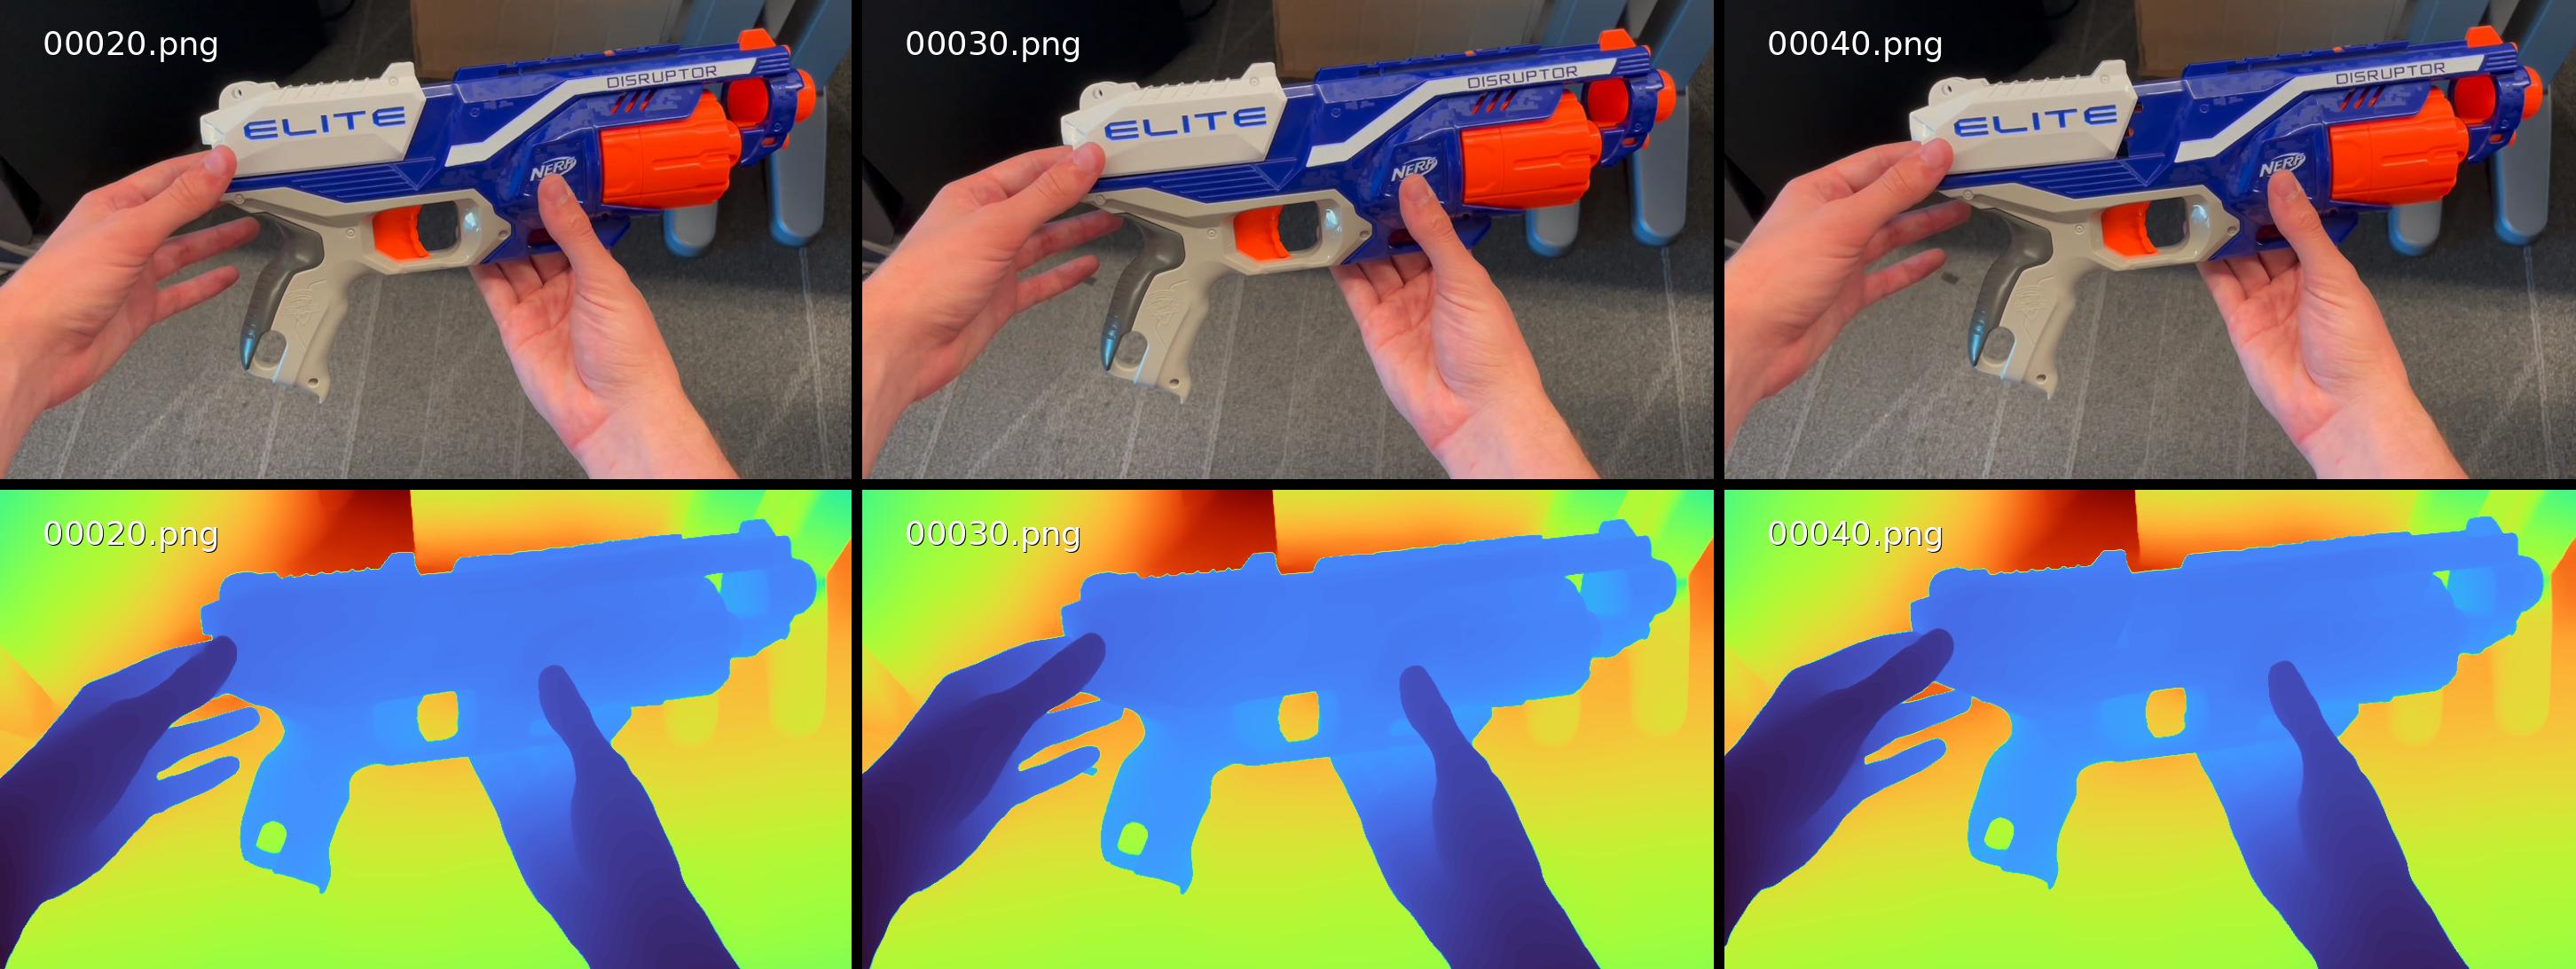 00020.png
DISRUPTOR
ELITE
NERF
00030.png
DISRUPTOR
ELITE
NERF
00040.png
DISRUPTOR
ELITE
NERF
00020.png
00030.png
00040.png